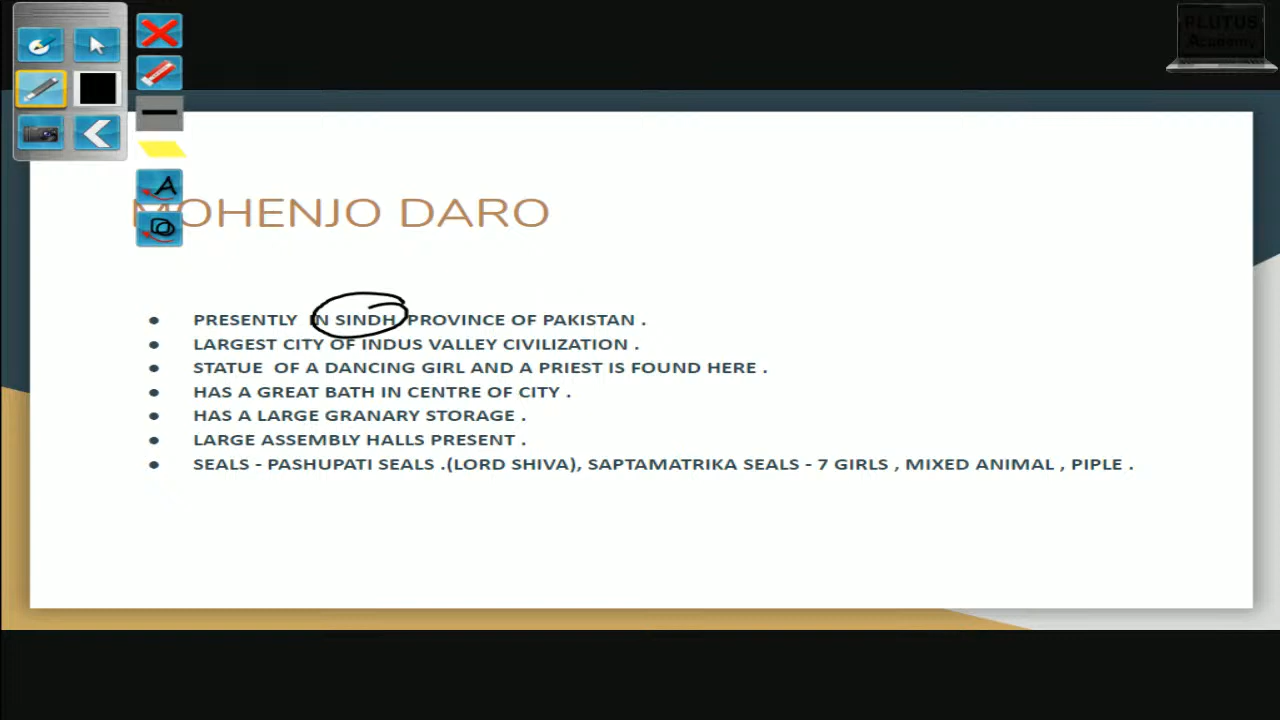 PLUTUS
Academy
MOHENJO DARO
PRESENTLY IN SINDH PROVINCE OF PAKISTAN .
LARGEST CITY OF INDUS VALLEY CIVILIZATION .
STATUE OF A DANCING GIRL AND A PRIEST IS FOUND HERE .
HAS A GREAT BATH IN CENTRE OF CITY .
HAS A LARGE GRANARY STORAGE .
LARGE ASSEMBLY HALLS PRESENT .
SEALS - PASHUPATI SEALS .(LORD SHIVA), SAPTAMATRIKA SEALS - 7 GIRLS , MIXED ANIMAL , PIPLE .